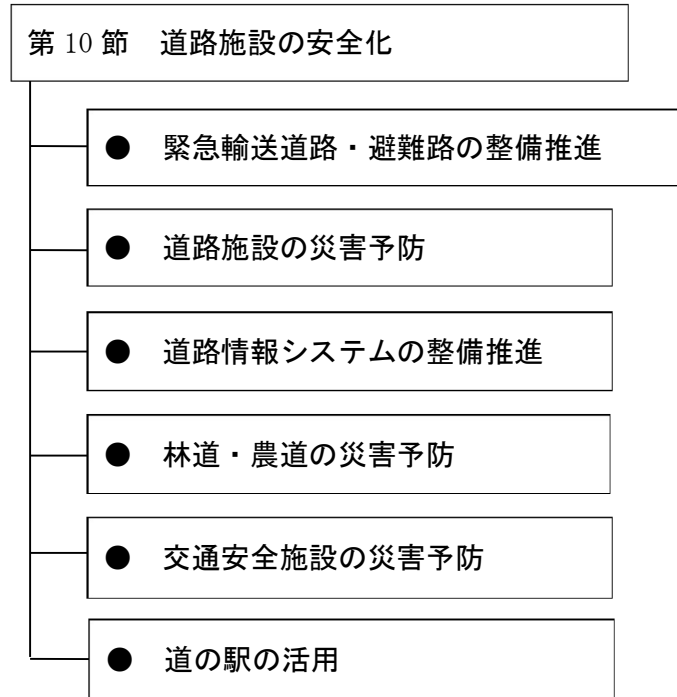 第 10 節　道路施設の安全化
●　緊急輸送道路・避難路の整備推進
●　道路施設の災害予防
●　道路情報システムの整備推進
●　林道・農道の災害予防
●　交通安全施設の災害予防
●　道の駅の活用